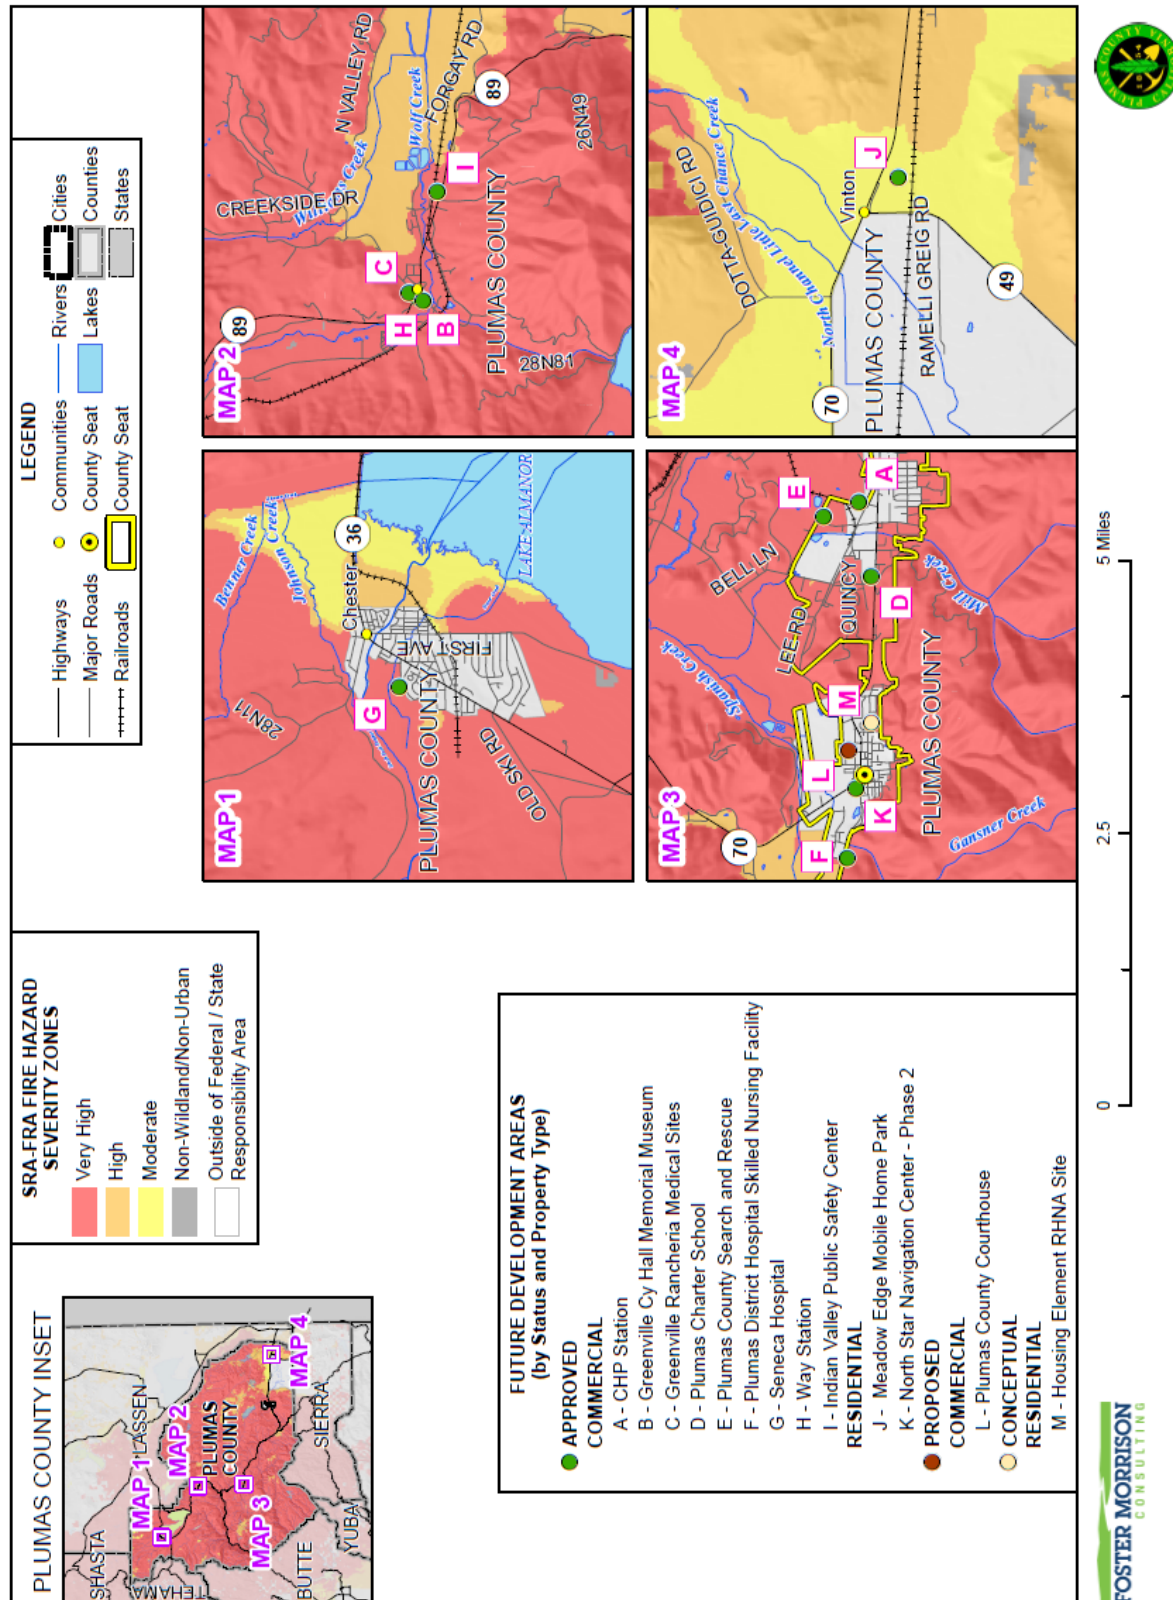 PLUMAS COUNTY INSET
SHASTA
LASSEN
TEHAMA
BUTTE
YUBA
SIERRA
PLUMAS
COUNTY
MAP 1
MAP 2
MAP 3
MAP 4
SRA-FRA FIRE HAZARD
SEVERITY ZONES
Very High
High
Moderate
Non-Wildland/Non-Urban
Outside of Federal / State
Responsibility Area
LEGEND
Highways
Major Roads
Railroads
Communities
County Seat
County Seat
Rivers
Lakes
Cities
Counties
States
MAP 1
Benner Creek
Johnson Creek
28N11
Chester
36
G
FIRST AVE
PLUMAS COUNTY
OLD SKI RD
LAKE ALMANOR
MAP 2
89
N VALLEY RD
CREEKSIDE DR
Wolf Creek
FORGAY RD
89
C
H
B
I
28N81
PLUMAS COUNTY
26N49
MAP 3
70
Spanish Creek
LEE RD
BELL LN
E
F
L
M
QUINCY
A
K
D
PLUMAS COUNTY
Gansner Creek
Mill Creek
MAP 4
DOTTA-GUIDICI RD
North Channel Little Last Chance Creek
70
Vinton
J
PLUMAS COUNTY
RAMELLI GREIG RD
49
FUTURE DEVELOPMENT AREAS
(by Status and Property Type)
APPROVED
COMMERCIAL
A - CHP Station
B - Greenville Cy Hall Memorial Museum
C - Greenville Rancheria Medical Sites
D - Plumas Charter School
E - Plumas County Search and Rescue
F - Plumas District Hospital Skilled Nursing Facility
G - Seneca Hospital
H - Way Station
I - Indian Valley Public Safety Center
RESIDENTIAL
J - Meadow Edge Mobile Home Park
K - North Star Navigation Center - Phase 2
PROPOSED
COMMERCIAL
L - Plumas County Courthouse
CONCEPTUAL
RESIDENTIAL
M - Housing Element RHNA Site
0
2.5
5 Miles
FOSTER MORRISON
CONSULTING
PLUMAS COUNTY